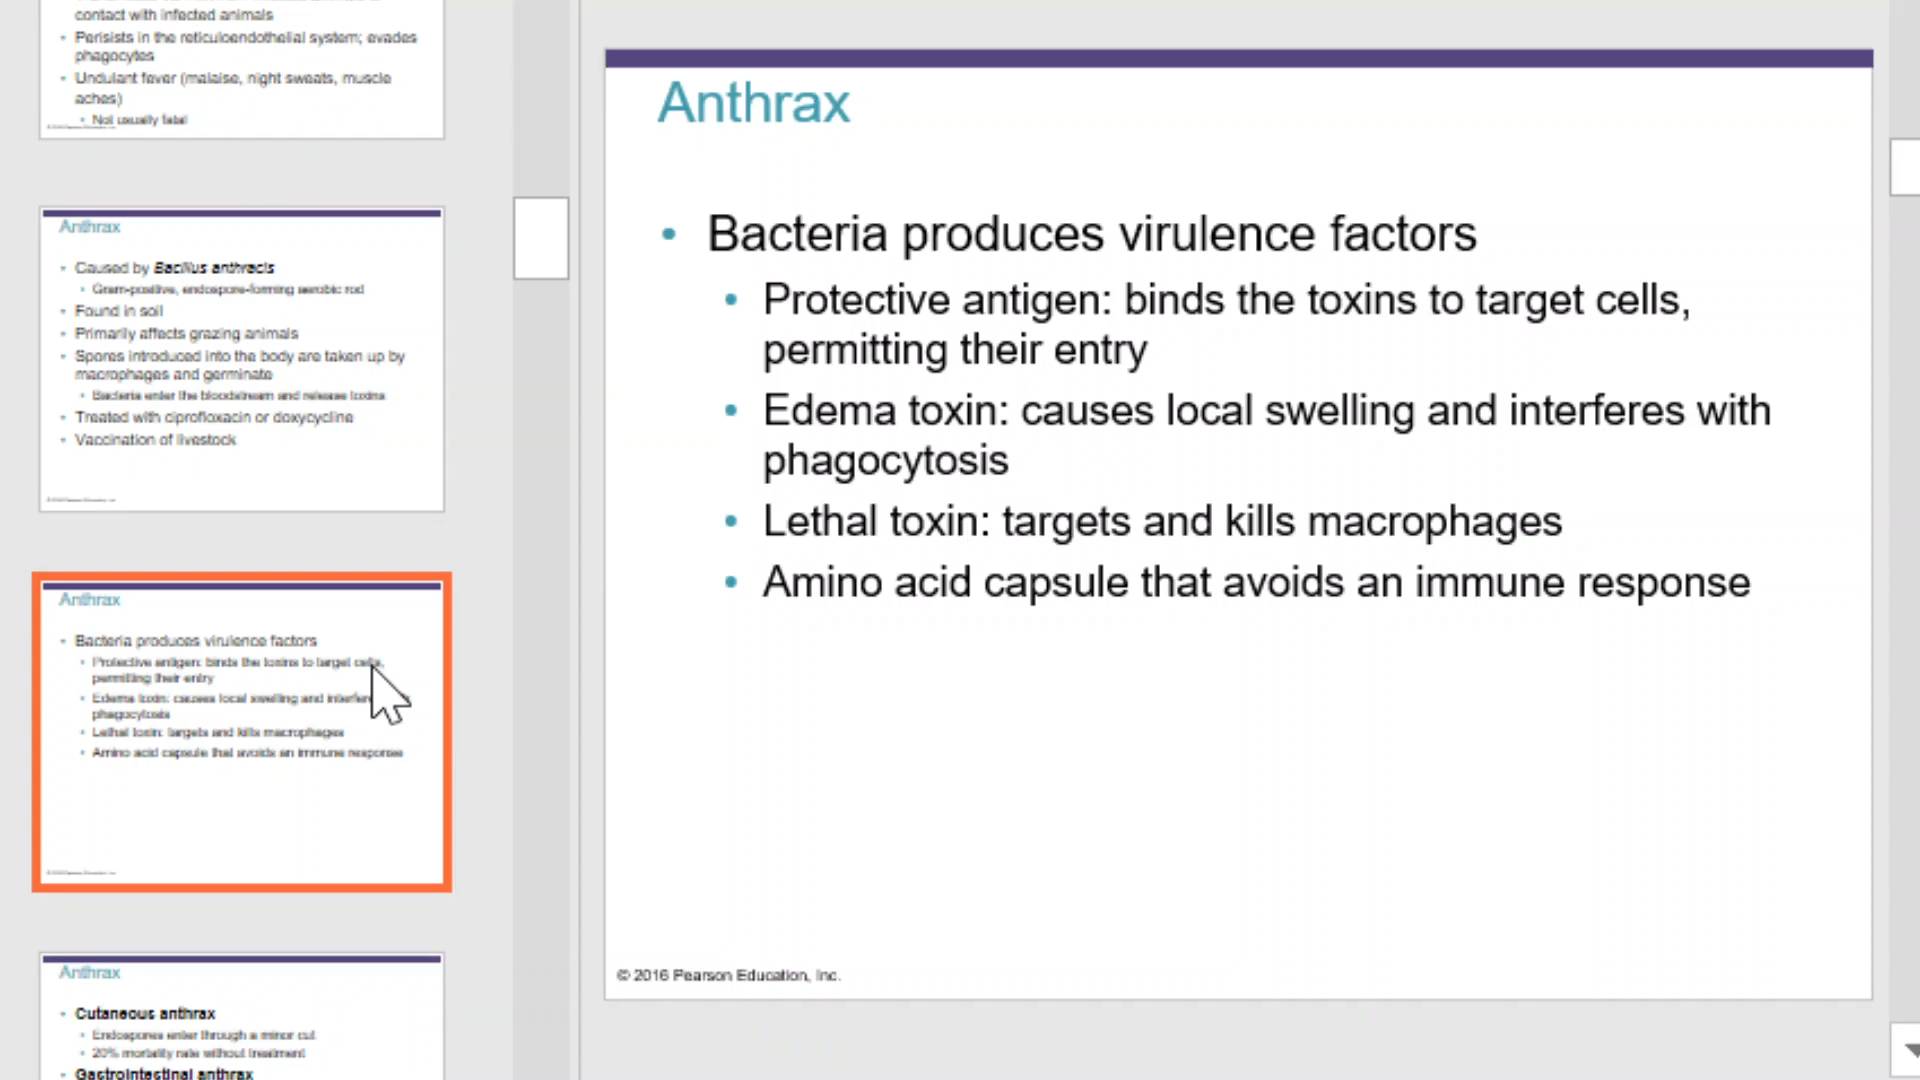 contact with infected animals
• Perisists in the reticuloendothelial system; evades
phagocytes
• Undulant fever (malaise, night sweats, muscle
aches)
• Not usually fatal
Anthrax
• Caused by Bacillus anthracis
• Gram-positive, endospore-forming aerobic rod
• Found in soil
• Primarily affects grazing animals
• Spores introduced into the body are taken up by
macrophages and germinate
• Bacteria enter the bloodstream and release toxins
• Treated with ciprofloxacin or doxycycline
• Vaccination of livestock
Anthrax
• Bacteria produces virulence factors
• Protective antigen: binds the toxins to target cells,
permitting their entry
• Edema toxin: causes local swelling and
phagocytosis
• Lethal toxin: targets and kills macrophages
• Amino acid capsule that avoids an immune response
Anthrax
• Cutaneous anthrax
• Endospores enter through a minor cut
• 20% mortality rate without treatment
• Gastrointestinal anthrax
Anthrax
• Bacteria produces virulence factors
• Protective antigen: binds the toxins to target cells,
permitting their entry
• Edema toxin: causes local swelling and interferes with
phagocytosis
• Lethal toxin: targets and kills macrophages
• Amino acid capsule that avoids an immune response
© 2016 Pearson Education, Inc.